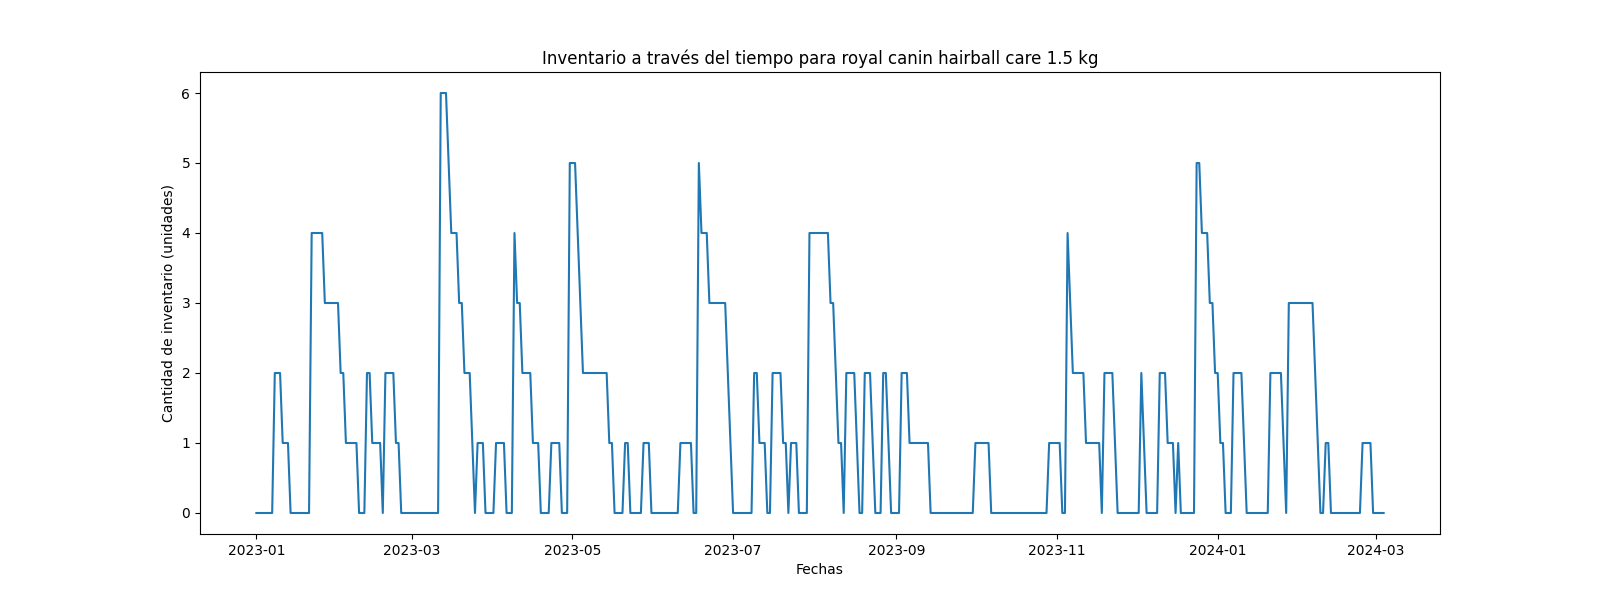 Inventario a través del tiempo para royal canin hairball care 1.5 kg
Cantidad de inventario (unidades)
6
5
4
3
2
1
0
2023-01 2023-03 2023-05 2023-07 2023-09 2023-11 2024-01 2024-03
Fechas